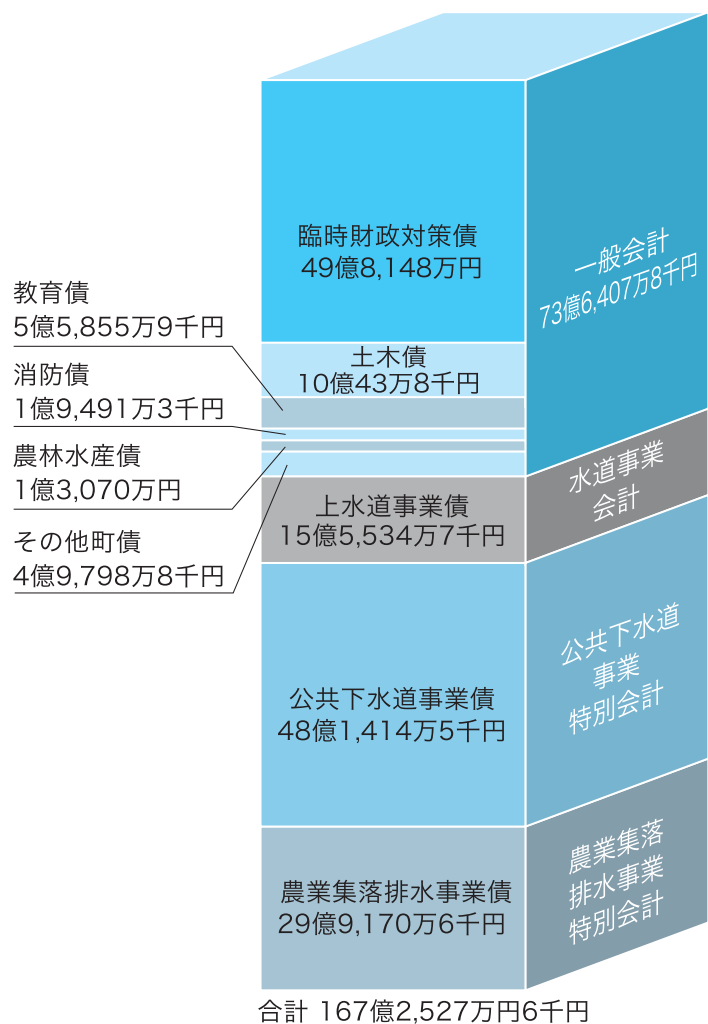 臨時財政対策債
49億8,148万円
一般会計
73億6,407万8千円
教育債
5億5,855万9千円
土木債
10億43万8千円
消防債
1億9,491万3千円
農林水産債
1億3,070万円
その他町債
4億9,798万8千円
上水道事業債
15億5,534万7千円
水道事業
会計
公共下水道事業債
48億1,414万5千円
公共下水道
事業
特別会計
農業集落排水事業債
29億9,170万6千円
農業集落
排水事業
特別会計
合計 167億2,527万円6千円